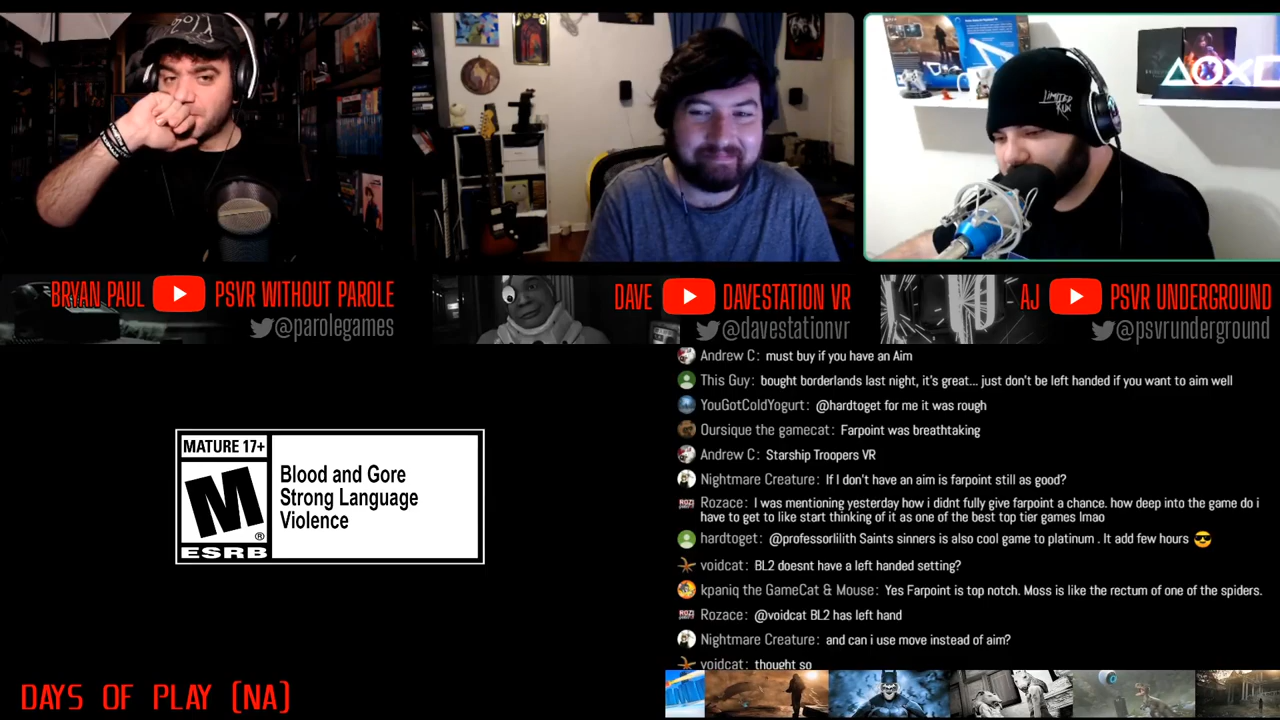 LIMITED
RUN
BRYAN PAUL
PSVR WITHOUT PAROLE
@parolegames
DAVE
DAVESTATION VR
@davestationvr
AJ
PSVR UNDERGROUND
@psvrunderground
MATURE 17+
M
®
ESRB
Blood and Gore
Strong Language
Violence
Andrew C: must buy if you have an Aim
This Guy: bought borderlands last night, it's great... just don't be left handed if you want to aim well
YouGotColdYogurt: @hardtoget for me it was rough
Oursique the gamecat: Farpoint was breathtaking
Andrew C: Starship Troopers VR
Nightmare Creature: If I don't have an aim is farpoint still as good?
Rozace: I was mentioning yesterday how i didnt fully give farpoint a chance. how deep into the game do i
have to get to like start thinking of it as one of the best top tier games lmao
hardtoget: @professorlilith Saints sinners is also cool game to platinum . It add few hours 😎
voidcat: BL2 doesnt have a left handed setting?
kpaniq the GameCat & Mouse: Yes Farpoint is top notch. Moss is like the rectum of one of the spiders.
Rozace: @voidcat BL2 has left hand
Nightmare Creature: and can i use move instead of aim?
voidcat: thought so
DAYS OF PLAY [NA]